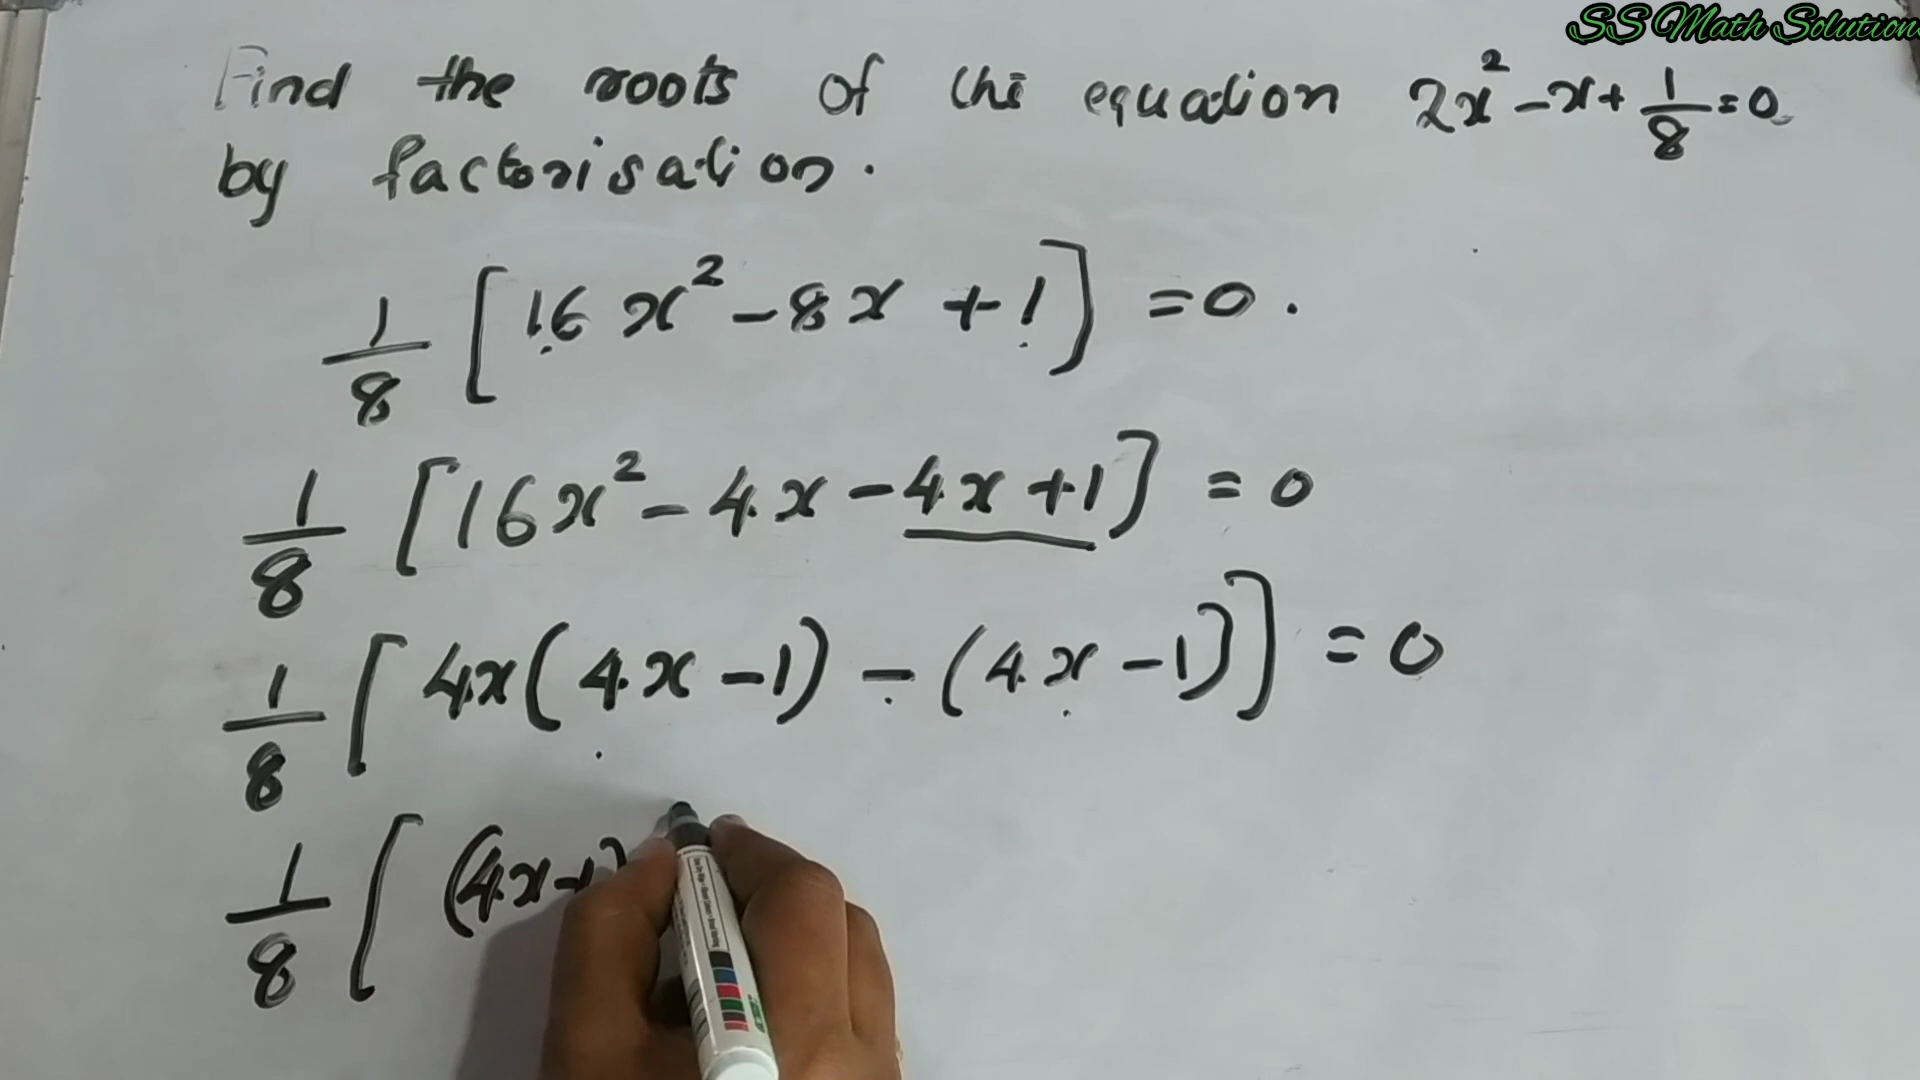 SS Math Solutions
Find the roots of the equation 2x² - x + 1/8 = 0
by factorisation.
1/8 [16x² - 8x + 1] = 0.
1/8 [16x² - 4x - 4x + 1] = 0
1/8 [4x(4x - 1) - (4x - 1)] = 0
1/8 [(4x-1)